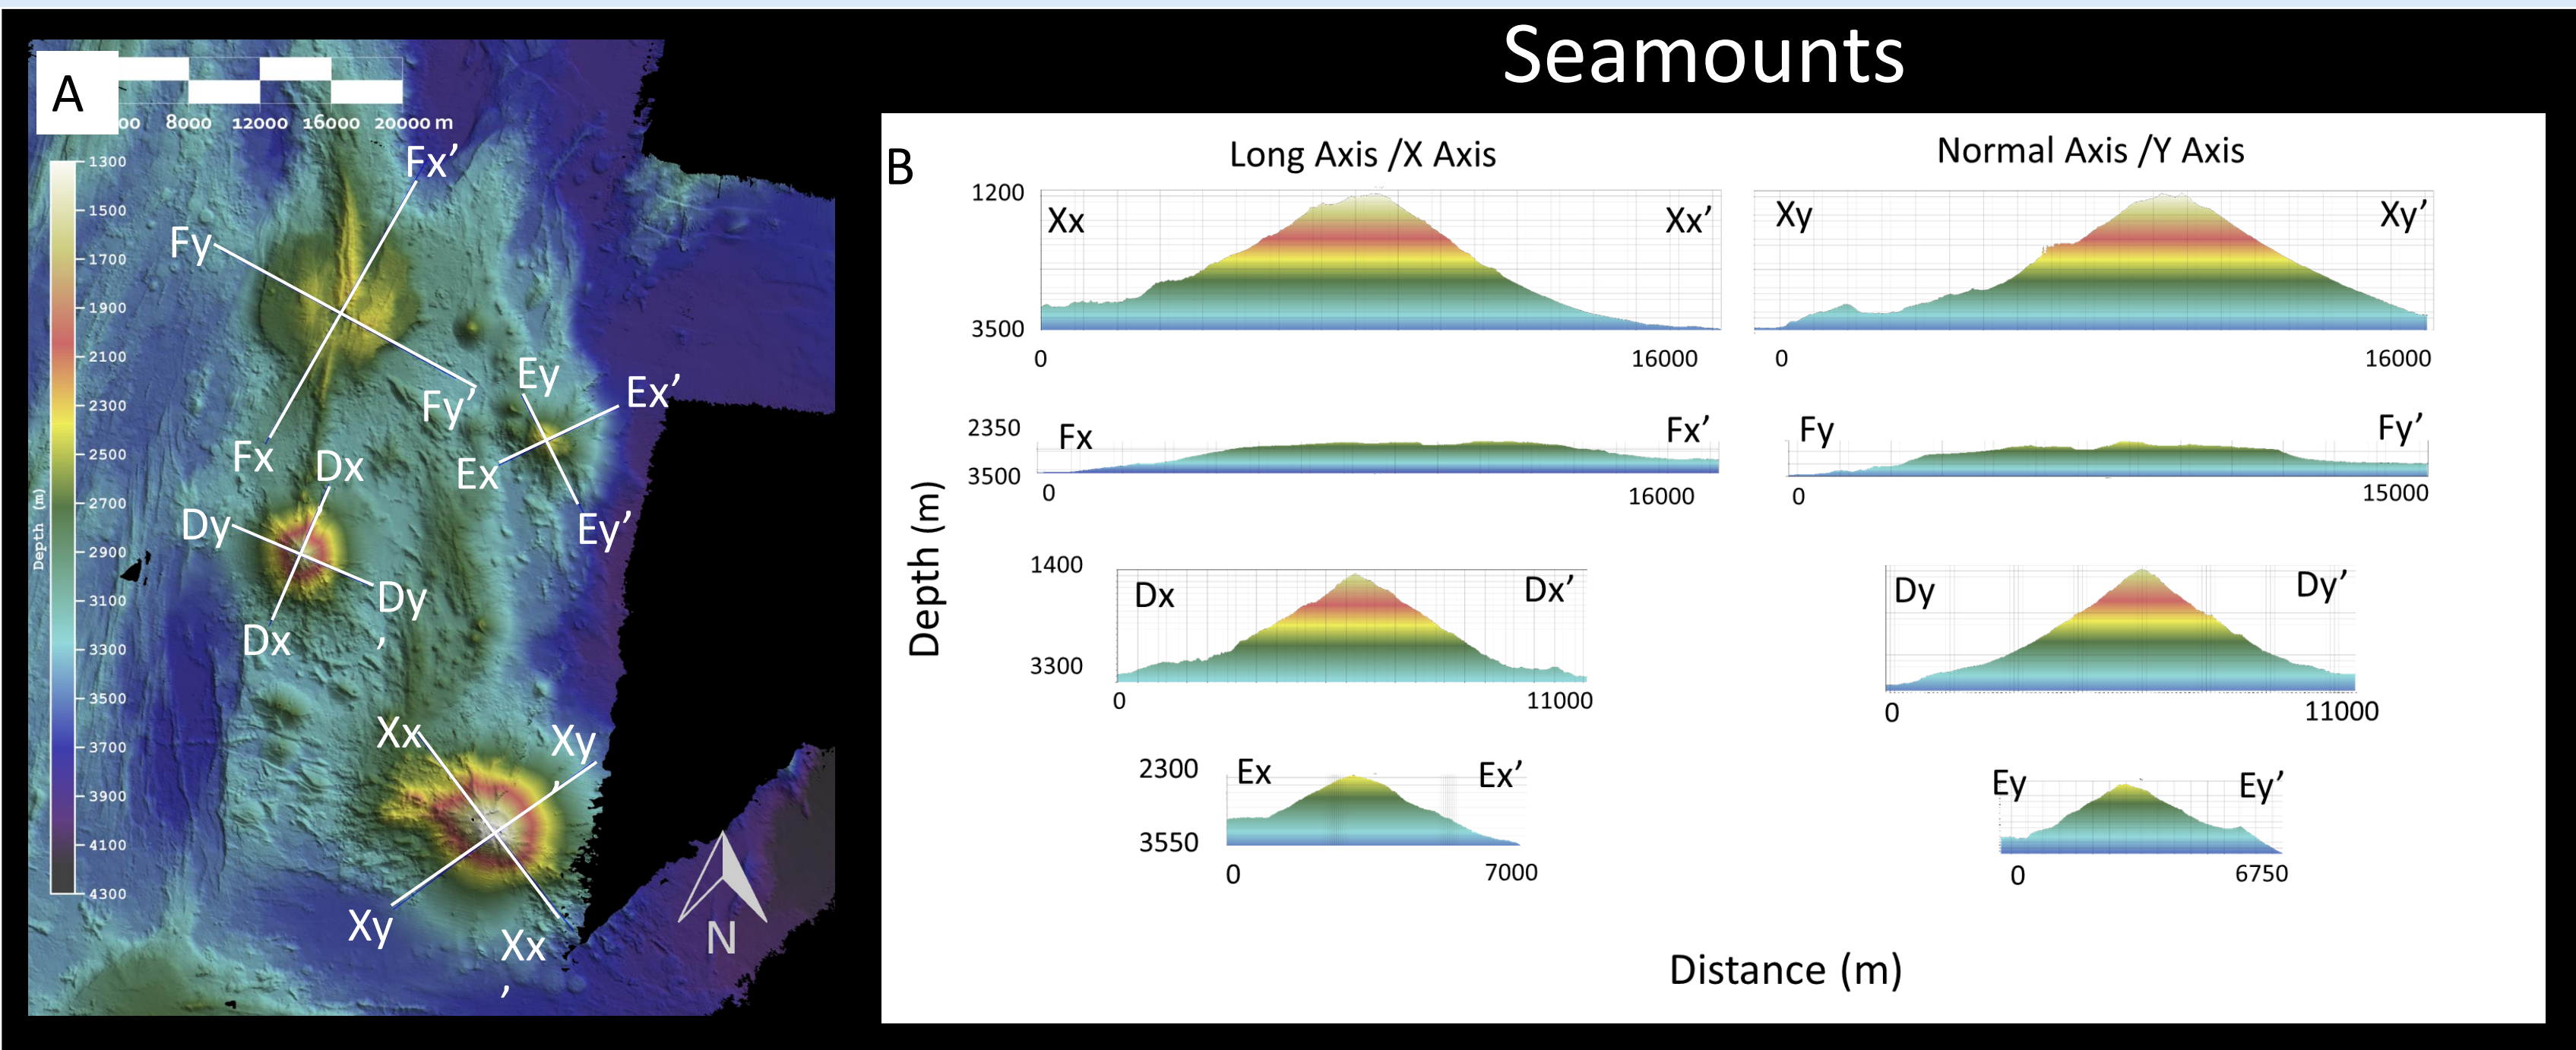 Seamounts
A
00 8000 12000 16000 20000 m
1300
1500
1700
1900
2100
2300
2500
2700
2900
3100
3300
3500
3700
3900
4100
4300
Depth (m)
Fx’
Fy
Fy’
Fx
Ey
Ex’
Ex
Ey’
Dx
Dy
Dy
’
Dx
Xx
Xy
’
Xy
Xx
’
N
B
Long Axis /X Axis
Normal Axis /Y Axis
1200
3500
Xx
Xx’
0
16000
Xy
Xy’
0
16000
2350
3500
Fx
Fx’
0
16000
Fy
Fy’
0
15000
Depth (m)
1400
3300
Dx
Dx’
0
11000
Dy
Dy’
0
11000
2300
3550
Ex
Ex’
0
7000
Ey
Ey’
0
6750
Distance (m)